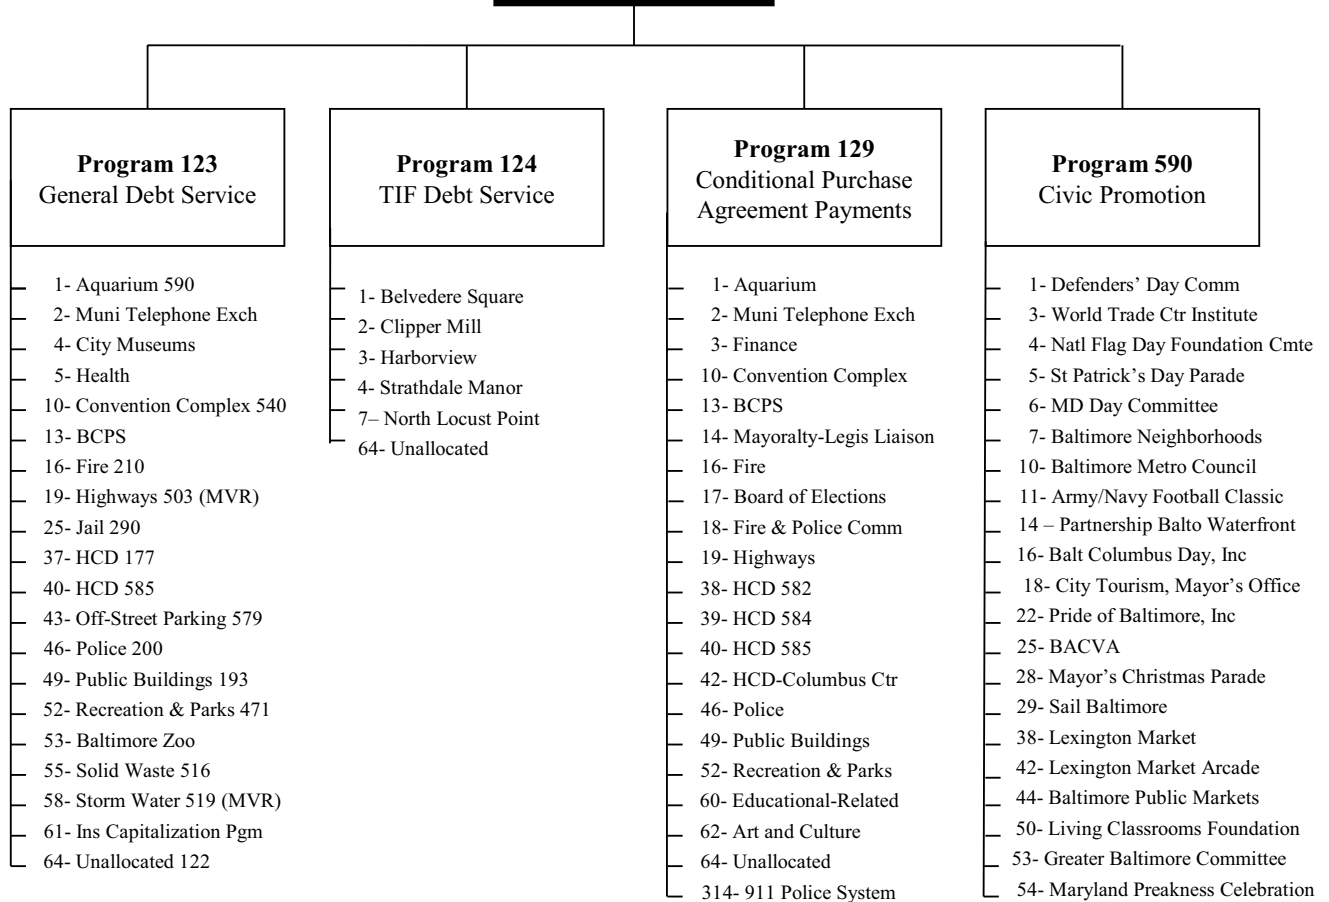 Program 123
General Debt Service
1- Aquarium 590
2- Muni Telephone Exch
4- City Museums
5- Health
10- Convention Complex 540
13- BCPS
16- Fire 210
19- Highways 503 (MVR)
25- Jail 290
37- HCD 177
40- HCD 585
43- Off-Street Parking 579
46- Police 200
49- Public Buildings 193
52- Recreation & Parks 471
53- Baltimore Zoo
55- Solid Waste 516
58- Storm Water 519 (MVR)
61- Ins Capitalization Pgm
64- Unallocated 122
Program 124
TIF Debt Service
1- Belvedere Square
2- Clipper Mill
3- Harborview
4- Strathdale Manor
7– North Locust Point
64- Unallocated
Program 129
Conditional Purchase
Agreement Payments
1- Aquarium
2- Muni Telephone Exch
3- Finance
10- Convention Complex
13- BCPS
14- Mayoralty-Legis Liaison
16- Fire
17- Board of Elections
18- Fire & Police Comm
19- Highways
38- HCD 582
39- HCD 584
40- HCD 585
42- HCD-Columbus Ctr
46- Police
49- Public Buildings
52- Recreation & Parks
60- Educational-Related
62- Art and Culture
64- Unallocated
314- 911 Police System
Program 590
Civic Promotion
1- Defenders’ Day Comm
3- World Trade Ctr Institute
4- Natl Flag Day Foundation Cmte
5- St Patrick’s Day Parade
6- MD Day Committee
7- Baltimore Neighborhoods
10- Baltimore Metro Council
11- Army/Navy Football Classic
14 – Partnership Balto Waterfront
16- Balt Columbus Day, Inc
18- City Tourism, Mayor’s Office
22- Pride of Baltimore, Inc
25- BACVA
28- Mayor’s Christmas Parade
29- Sail Baltimore
38- Lexington Market
42- Lexington Market Arcade
44- Baltimore Public Markets
50- Living Classrooms Foundation
53- Greater Baltimore Committee
54- Maryland Preakness Celebration